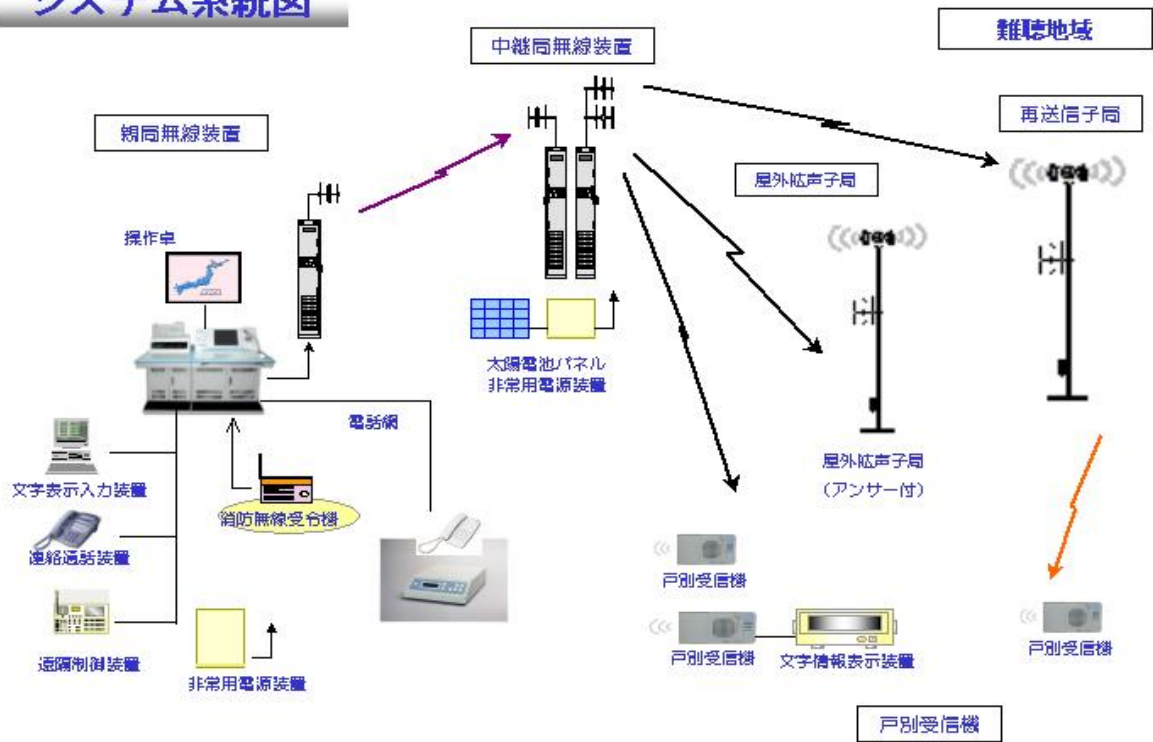 システム系統図
難聴地域
中継局無線装置
再送信子局
親局無線装置
屋外拡声子局
操作卓
太陽電池パネル
非常用電源装置
電話網
屋外拡声子局
（アンサー付）
文字表示入力装置
消防無線受令機
連絡通話装置
戸別受信機
遠隔制御装置
非常用電源装置
戸別受信機
文字情報表示装置
戸別受信機
戸別受信機